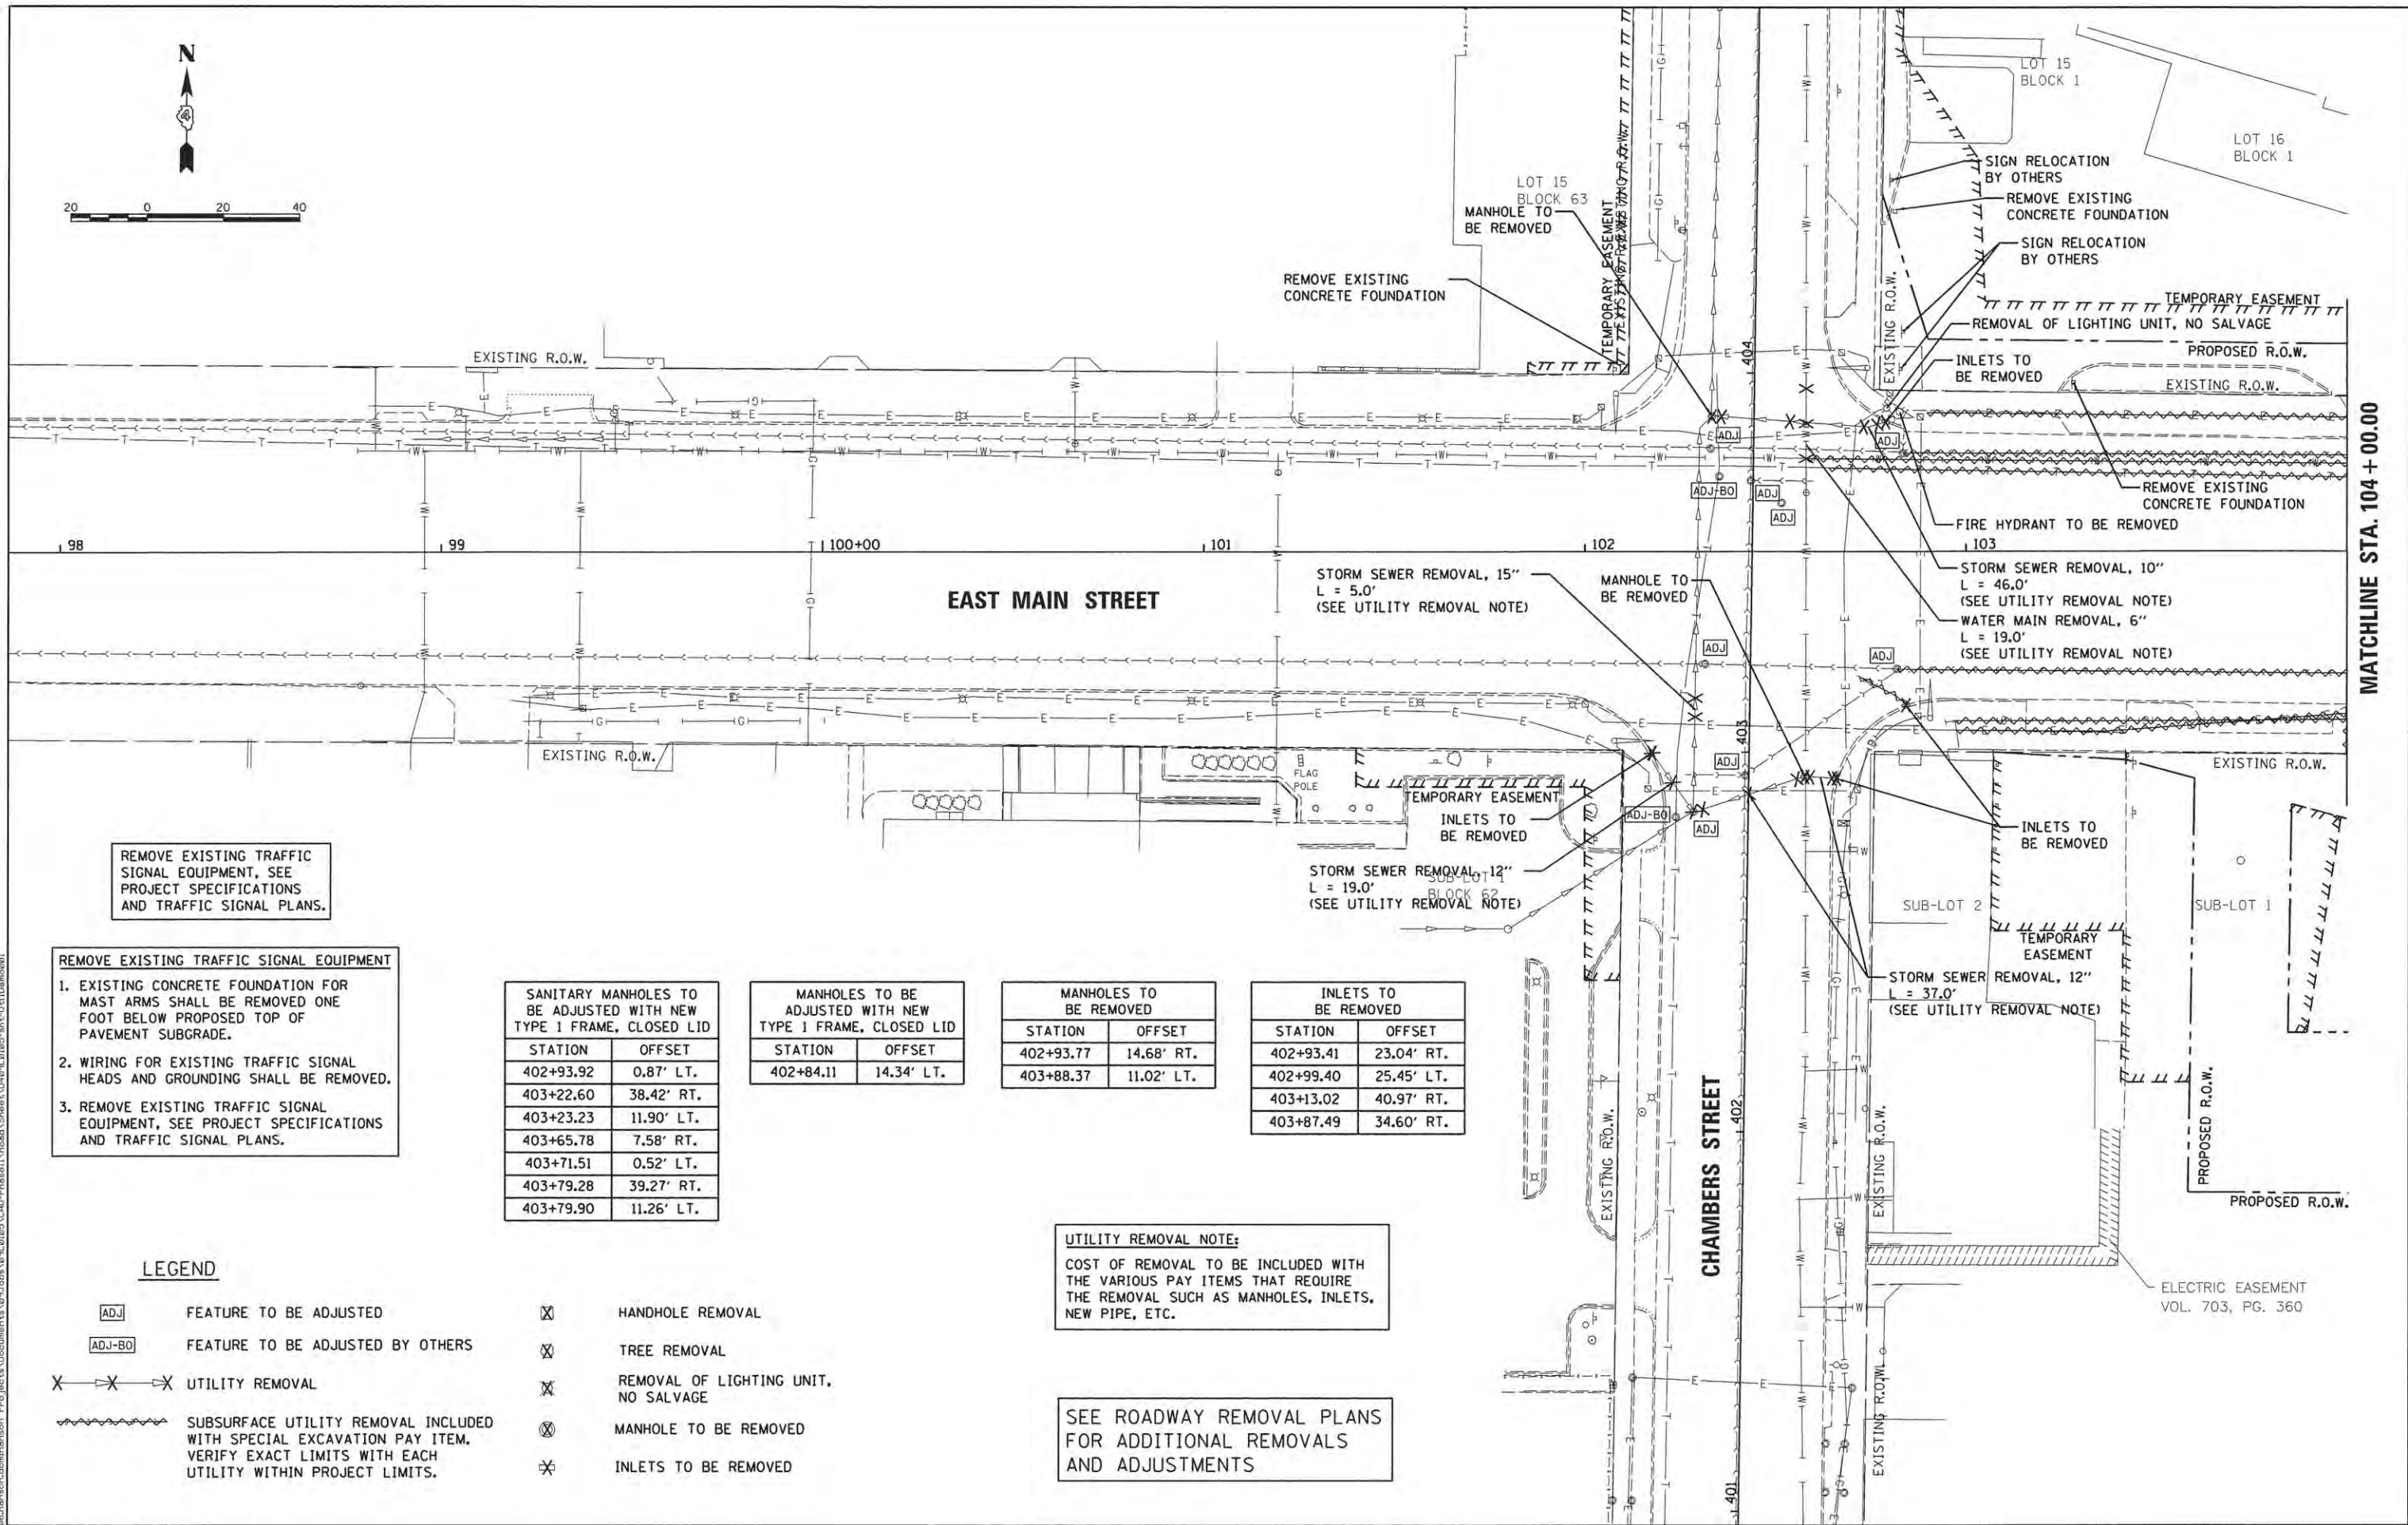 N
4
20 0 20 40
LOT 15
BLOCK 1
LOT 16
BLOCK 1
SIGN RELOCATION
BY OTHERS
REMOVE EXISTING
CONCRETE FOUNDATION
SIGN RELOCATION
BY OTHERS
TEMPORARY EASEMENT
REMOVAL OF LIGHTING UNIT, NO SALVAGE
PROPOSED R.O.W.
INLETS TO
BE REMOVED
EXISTING R.O.W.
EXISTING R.O.W.
LOT 15
BLOCK 63
MANHOLE TO
BE REMOVED
TEMPORARY EASEMENT
EXISTING R.O.W.
REMOVE EXISTING
CONCRETE FOUNDATION
EXISTING R.O.W.
404
ADJ
ADJ
ADJ-BO
ADJ
ADJ
REMOVE EXISTING
CONCRETE FOUNDATION
FIRE HYDRANT TO BE REMOVED
MATCHLINE STA. 104+00.00
98
99
100+00
101
102
103
EAST MAIN STREET
STORM SEWER REMOVAL, 15"
L = 5.0'
(SEE UTILITY REMOVAL NOTE)
MANHOLE TO
BE REMOVED
STORM SEWER REMOVAL, 10"
L = 46.0'
(SEE UTILITY REMOVAL NOTE)
WATER MAIN REMOVAL, 6"
L = 19.0'
(SEE UTILITY REMOVAL NOTE)
ADJ
ADJ
403
ADJ
EXISTING R.O.W.
EXISTING R.O.W.
FLAG
POLE
TEMPORARY EASEMENT
INLETS TO
BE REMOVED
ADJ-BO
ADJ
INLETS TO
BE REMOVED
STORM SEWER REMOVAL, 12"
L = 19.0'
(SEE UTILITY REMOVAL NOTE)
SUB-LOT 1
BLOCK 62
SUB-LOT 2
SUB-LOT 1
TEMPORARY
EASEMENT
STORM SEWER REMOVAL, 12"
L = 37.0'
(SEE UTILITY REMOVAL NOTE)
REMOVE EXISTING TRAFFIC
SIGNAL EQUIPMENT, SEE
PROJECT SPECIFICATIONS
AND TRAFFIC SIGNAL PLANS.
REMOVE EXISTING TRAFFIC SIGNAL EQUIPMENT
1. EXISTING CONCRETE FOUNDATION FOR
MAST ARMS SHALL BE REMOVED ONE
FOOT BELOW PROPOSED TOP OF
PAVEMENT SUBGRADE.
2. WIRING FOR EXISTING TRAFFIC SIGNAL
HEADS AND GROUNDING SHALL BE REMOVED.
3. REMOVE EXISTING TRAFFIC SIGNAL
EQUIPMENT, SEE PROJECT SPECIFICATIONS
AND TRAFFIC SIGNAL PLANS.
SANITARY MANHOLES TO
BE ADJUSTED WITH NEW
TYPE 1 FRAME, CLOSED LID
STATION OFFSET
402+93.92 0.87' LT.
403+22.60 38.42' RT.
403+23.23 11.90' LT.
403+65.78 7.58' RT.
403+71.51 0.52' LT.
403+79.28 39.27' RT.
403+79.90 11.26' LT.
MANHOLES TO BE
ADJUSTED WITH NEW
TYPE 1 FRAME, CLOSED LID
STATION OFFSET
402+84.11 14.34' LT.
MANHOLES TO
BE REMOVED
STATION OFFSET
402+93.77 14.68' RT.
403+88.37 11.02' LT.
INLETS TO
BE REMOVED
STATION OFFSET
402+93.41 23.04' RT.
402+99.40 25.45' LT.
403+13.02 40.97' RT.
403+87.49 34.60' RT.
CHAMBERS STREET
402
401
EXISTING R.O.W.
EXISTING R.O.W.
EXISTING R.O.W.
PROPOSED R.O.W.
PROPOSED R.O.W.
ELECTRIC EASEMENT
VOL. 703, PG. 360
UTILITY REMOVAL NOTE:
COST OF REMOVAL TO BE INCLUDED WITH
THE VARIOUS PAY ITEMS THAT REQUIRE
THE REMOVAL SUCH AS MANHOLES, INLETS,
NEW PIPE, ETC.
SEE ROADWAY REMOVAL PLANS
FOR ADDITIONAL REMOVALS
AND ADJUSTMENTS
LEGEND
ADJ FEATURE TO BE ADJUSTED
ADJ-BO FEATURE TO BE ADJUSTED BY OTHERS
UTILITY REMOVAL
SUBSURFACE UTILITY REMOVAL INCLUDED
WITH SPECIAL EXCAVATION PAY ITEM.
VERIFY EXACT LIMITS WITH EACH
UTILITY WITHIN PROJECT LIMITS.
HANDHOLE REMOVAL
TREE REMOVAL
REMOVAL OF LIGHTING UNIT,
NO SALVAGE
MANHOLE TO BE REMOVED
INLETS TO BE REMOVED